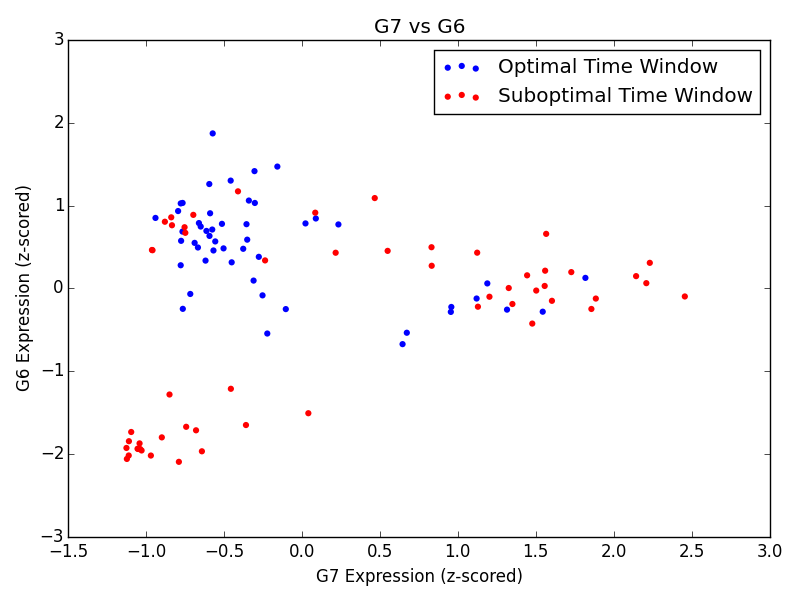 G7 vs G6
3
2
1
0
−1
−2
−3
G6 Expression (z-scored)
Optimal Time Window
Suboptimal Time Window
−1.5 −1.0 −0.5 0.0 0.5 1.0 1.5 2.0 2.5 3.0
G7 Expression (z-scored)